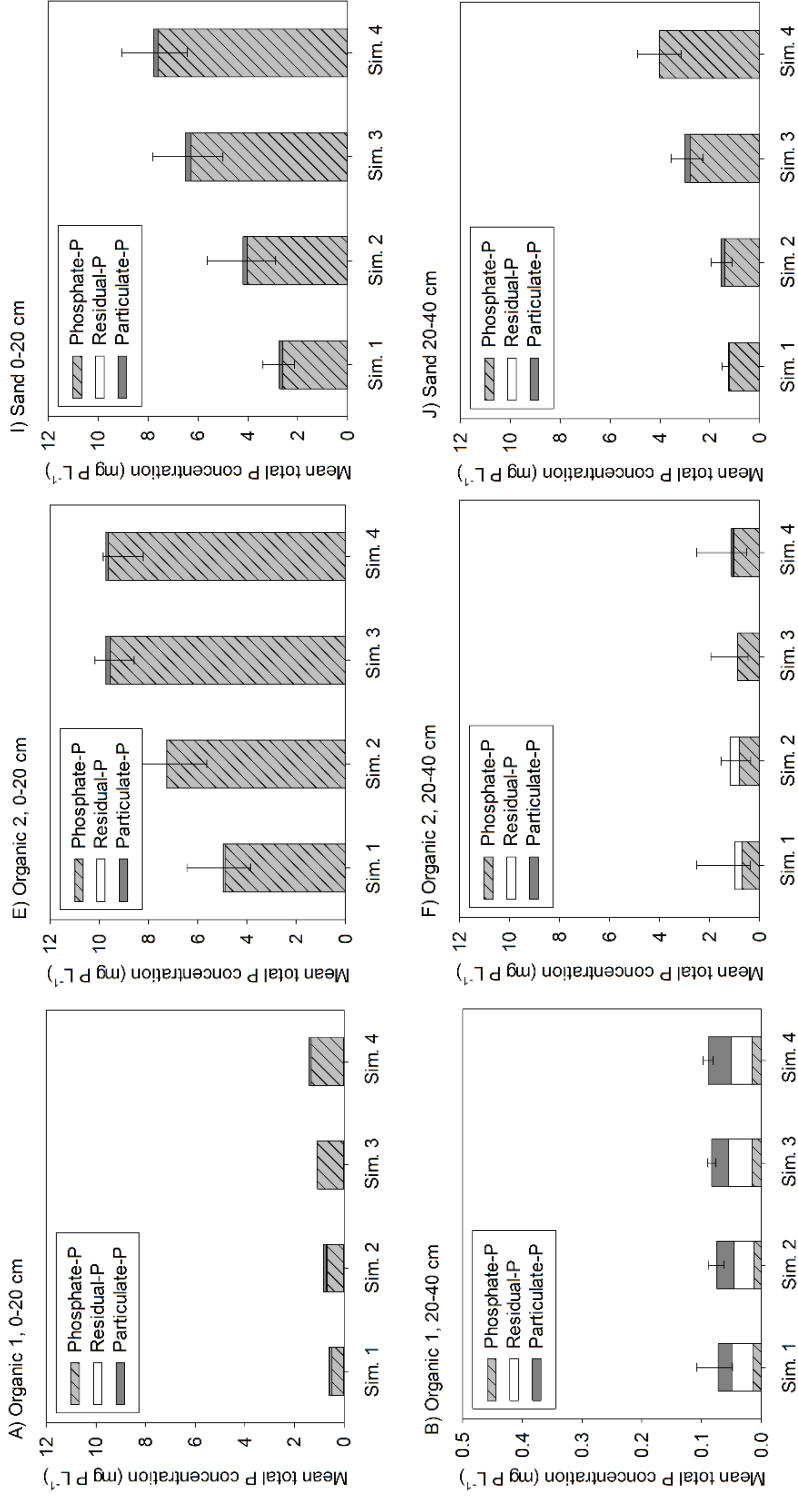 A) Organic 1, 0-20 cm
Mean total P concentration (mg P L⁻¹)
12
10
8
6
4
2
0
Phosphate-P
Residual-P
Particulate-P
Sim. 1
Sim. 2
Sim. 3
Sim. 4
E) Organic 2, 0-20 cm
Mean total P concentration (mg P L⁻¹)
12
10
8
6
4
2
0
Phosphate-P
Residual-P
Particulate-P
Sim. 1
Sim. 2
Sim. 3
Sim. 4
I) Sand 0-20 cm
Mean total P concentration (mg P L⁻¹)
12
10
8
6
4
2
0
Phosphate-P
Residual-P
Particulate-P
Sim. 1
Sim. 2
Sim. 3
Sim. 4
B) Organic 1, 20-40 cm
Mean total P concentration (mg P L⁻¹)
0.5
0.4
0.3
0.2
0.1
0.0
Phosphate-P
Residual-P
Particulate-P
Sim. 1
Sim. 2
Sim. 3
Sim. 4
F) Organic 2, 20-40 cm
Mean total P concentration (mg P L⁻¹)
12
10
8
6
4
2
0
Phosphate-P
Residual-P
Particulate-P
Sim. 1
Sim. 2
Sim. 3
Sim. 4
J) Sand 20-40 cm
Mean total P concentration (mg P L⁻¹)
12
10
8
6
4
2
0
Phosphate-P
Residual-P
Particulate-P
Sim. 1
Sim. 2
Sim. 3
Sim. 4